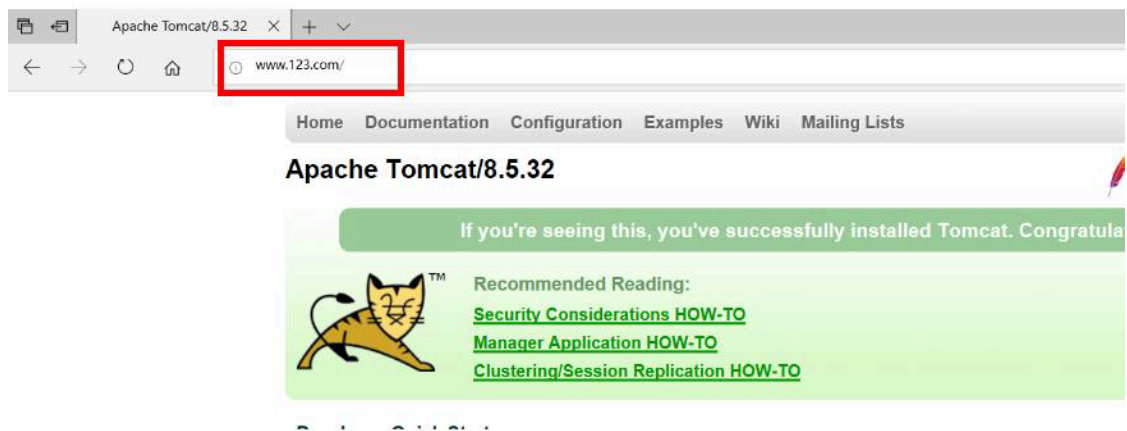 Apache Tomcat/8.5.32
www.123.com/
Home Documentation Configuration Examples Wiki Mailing Lists
Apache Tomcat/8.5.32
If you're seeing this, you've successfully installed Tomcat. Congratula
TM
Recommended Reading:
Security Considerations HOW-TO
Manager Application HOW-TO
Clustering/Session Replication HOW-TO